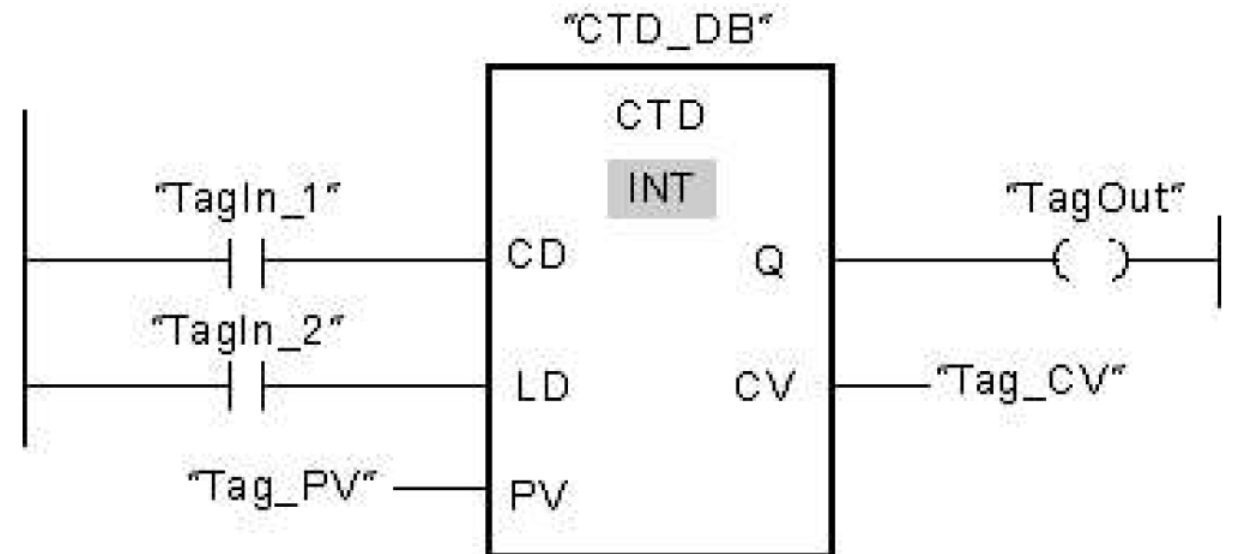 "CTD_DB"
CTD
INT
"TagIn_1"
CD
Q
"TagOut"
"TagIn_2"
LD
CV
"Tag_CV"
"Tag_PV"
PV